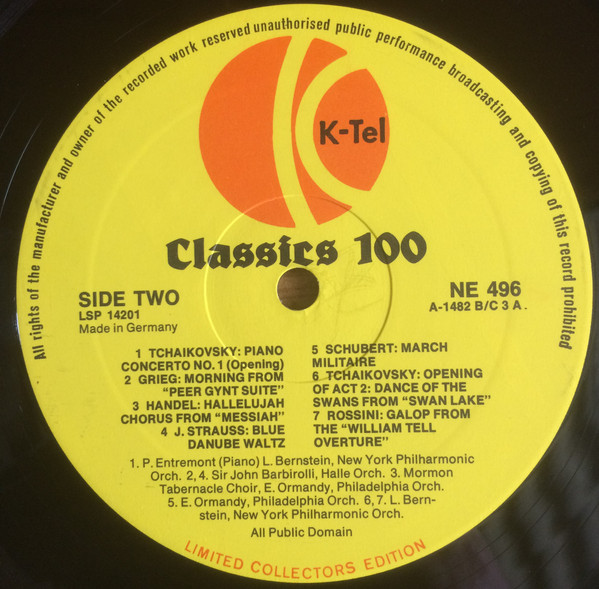 All rights of the manufacturer and owner of the recorded work reserved unauthorised public performance broadcasting and copying of this record prohibited
K-Tel
Classics 100
SIDE TWO
LSP 14201
Made in Germany
NE 496
A-1482 B/C 3 A.
1 TCHAIKOVSKY: PIANO
CONCERTO NO. 1 (Opening)
2 GRIEG: MORNING FROM
"PEER GYNT SUITE"
3 HANDEL: HALLELUJAH
CHORUS FROM "MESSIAH"
4 J. STRAUSS: BLUE
DANUBE WALTZ
5 SCHUBERT: MARCH
MILITAIRE
6 TCHAIKOVSKY: OPENING
OF ACT 2: DANCE OF THE
SWANS FROM "SWAN LAKE"
7 ROSSINI: GALOP FROM
THE "WILLIAM TELL
OVERTURE"
1. P. Entremont (Piano) L. Bernstein, New York Philharmonic
Orch. 2, 4. Sir John Barbirolli, Halle Orch. 3. Mormon
Tabernacle Choir, E. Ormandy, Philadelphia Orch.
5. E. Ormandy, Philadelphia Orch. 6, 7. L. Bern-
stein, New York Philharmonic Orch.
All Public Domain
LIMITED COLLECTORS EDITION